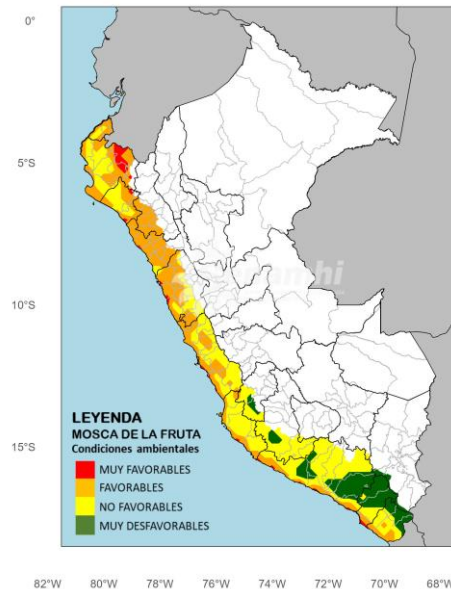 0°
5°S
10°S
15°S
LEYENDA
MOSCA DE LA FRUTA
Condiciones ambientales
MUY FAVORABLES
FAVORABLES
NO FAVORABLES
MUY DESFAVORABLES
82°W 80°W 78°W 76°W 74°W 72°W 70°W 68°W